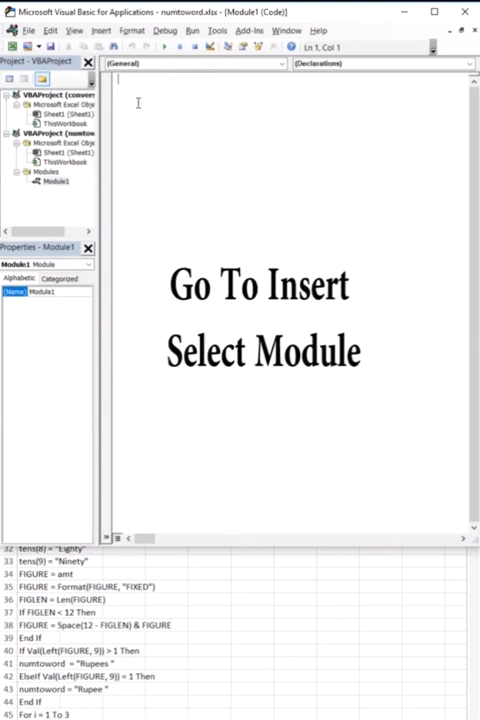 Microsoft Visual Basic for Applications - numtoword.xlsx - [Module1 (Code)]
File Edit View Insert Format Debug Run Tools Add-Ins Window Help
Ln 1, Col 1
Project - VBAProject
(General) (Declarations)
VBAProject (conver
Microsoft Excel Obje
Sheet1 (Sheet1)
ThisWorkbook
VBAProject (numtow
Microsoft Excel Obje
Sheet1 (Sheet1)
ThisWorkbook
Modules
Module1
Properties - Module1
Module1 Module
Alphabetic Categorized
(Name) Module1
Go To Insert
Select Module
32 tens(8) = "Eighty"
33 tens(9) = "Ninety"
34 FIGURE = amt
35 FIGURE = Format(FIGURE, "FIXED")
36 FIGLEN = Len(FIGURE)
37 If FIGLEN < 12 Then
38 FIGURE = Space(12 - FIGLEN) & FIGURE
39 End If
40 If Val(Left(FIGURE, 9)) > 1 Then
41 numtoword = "Rupees "
42 ElseIf Val(Left(FIGURE, 9)) = 1 Then
43 numtoword = "Rupee "
44 End If
45 For i = 1 To 3